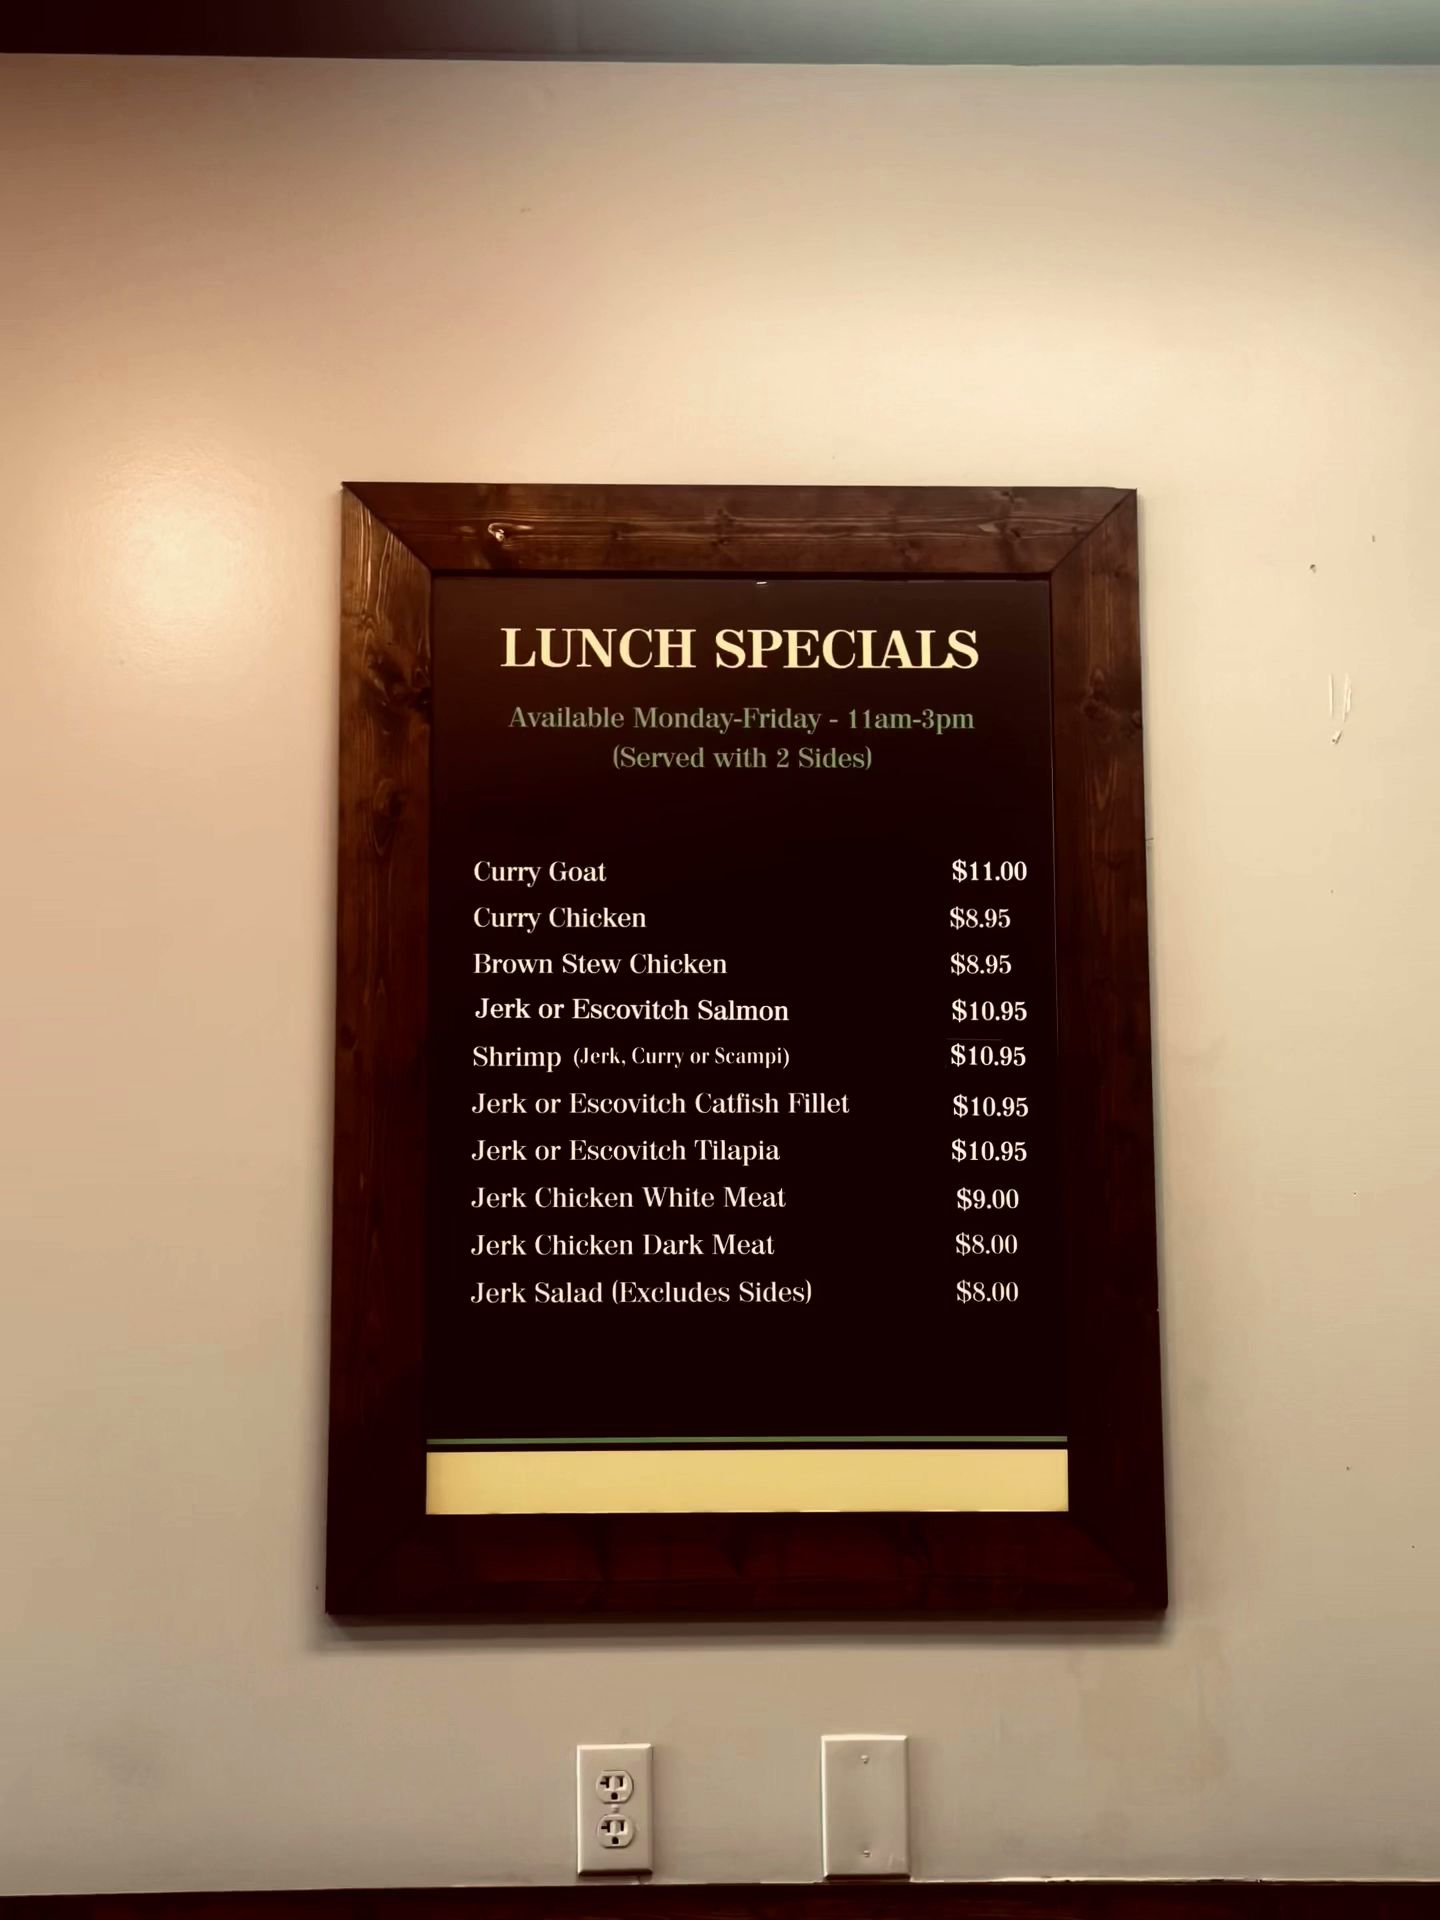 LUNCH SPECIALS
Available Monday-Friday - 11am-3pm
(Served with 2 Sides)
Curry Goat $11.00
Curry Chicken $8.95
Brown Stew Chicken $8.95
Jerk or Escovitch Salmon $10.95
Shrimp (Jerk, Curry or Scampi) $10.95
Jerk or Escovitch Catfish Fillet $10.95
Jerk or Escovitch Tilapia $10.95
Jerk Chicken White Meat $9.00
Jerk Chicken Dark Meat $8.00
Jerk Salad (Excludes Sides) $8.00